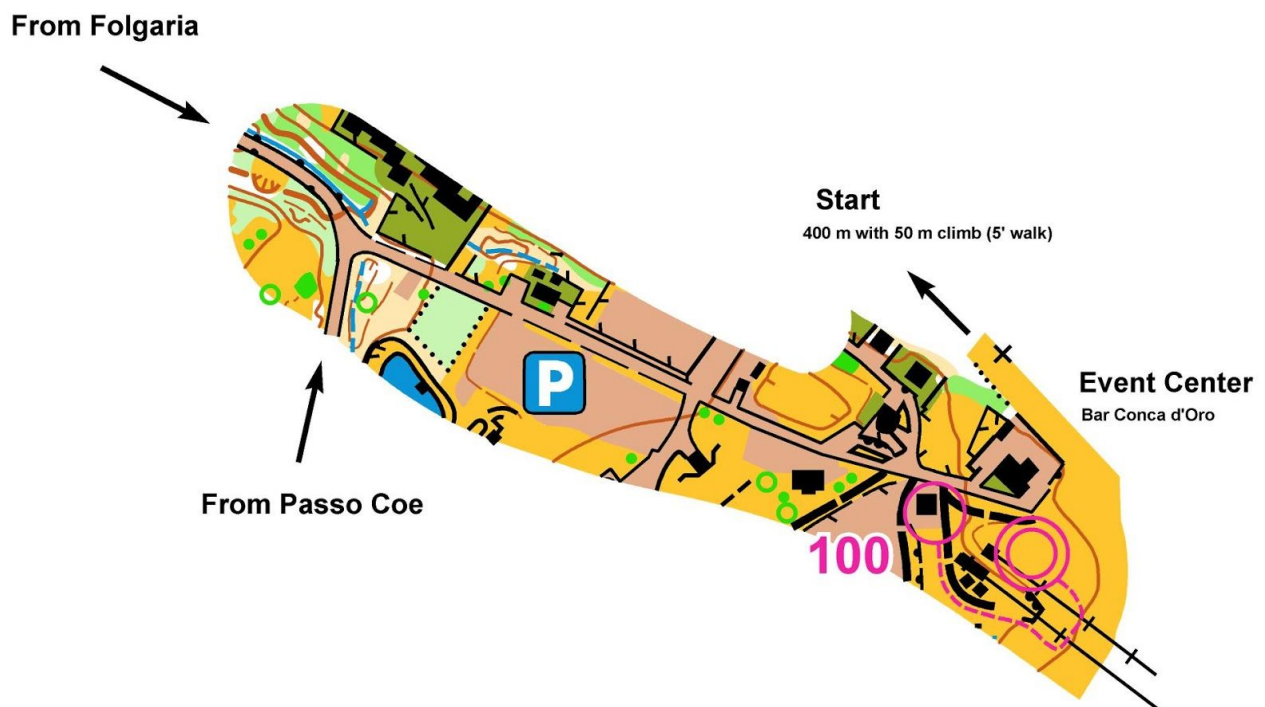 From Folgaria
Start
400 m with 50 m climb (5' walk)
Event Center
Bar Conca d'Oro
P
From Passo Coe
100